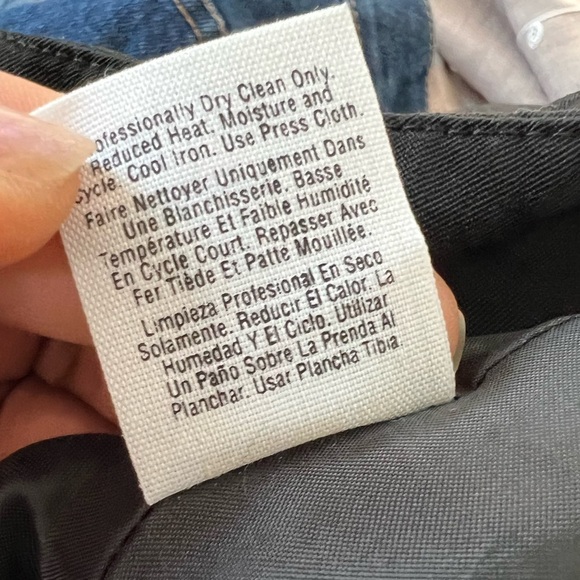 ofessionally Dry Clean Only.
Reduced Heat, Moisture and
ycle. Cool Iron. Use Press Cloth.
Faire Nettoyer Uniquement Dans
Une Blanchisserie. Basse
Température Et Faible Humidité
En Cycle Court. Repasser Avec
Fer Tiède Et Patte Mouillée.
Limpieza Profesional En Seco
Solamente. Reducir El Calor, La
Humedad Y El Ciclo. Utilizar
Un Paño Sobre La Prenda Al
Planchar. Usar Plancha Tibia.